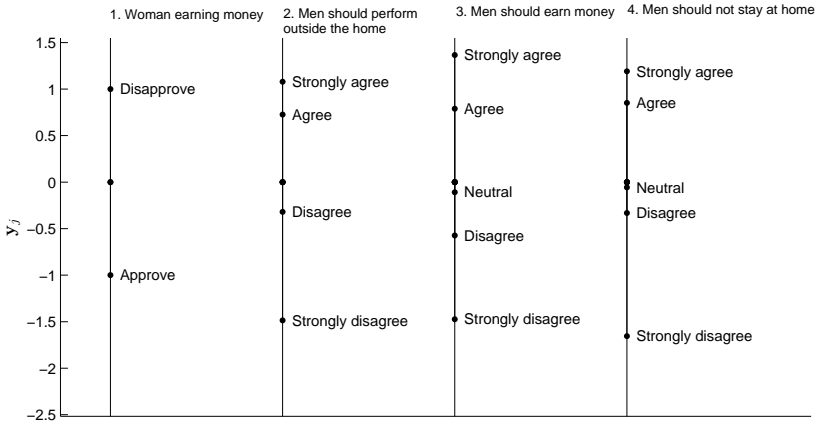 1. Woman earning money
2. Men should perform
outside the home
3. Men should earn money
4. Men should not stay at home
1.5
1
0.5
0
−0.5
−1
−1.5
−2
−2.5
y_j
Disapprove
Approve
Strongly agree
Agree
Disagree
Strongly disagree
Strongly agree
Agree
Neutral
Disagree
Strongly disagree
Strongly agree
Agree
Neutral
Disagree
Strongly disagree